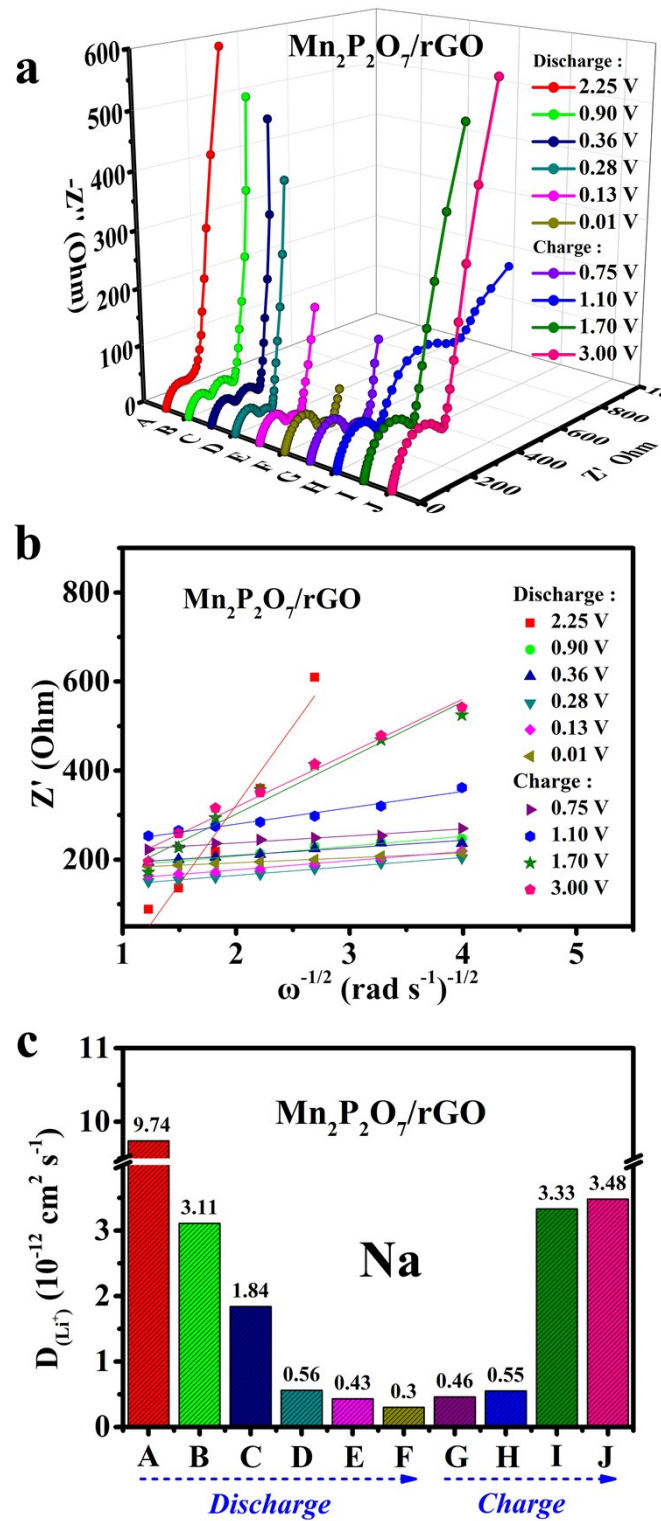 a
Mn₂P₂O₇/rGO
-Z'' (Ohm)
600
500
400
300
200
100
0
A
B
C
D
E
F
G
H
I
J
0
200
400
600
800
Z' Ohm
Discharge :
2.25 V
0.90 V
0.36 V
0.28 V
0.13 V
0.01 V
Charge :
0.75 V
1.10 V
1.70 V
3.00 V
b
Mn₂P₂O₇/rGO
Z' (Ohm)
800
600
400
200
1 2 3 4 5
ω⁻¹/² (rad s⁻¹)⁻¹/²
Discharge :
2.25 V
0.90 V
0.36 V
0.28 V
0.13 V
0.01 V
Charge :
0.75 V
1.10 V
1.70 V
3.00 V
c
Mn₂P₂O₇/rGO
Na
D(Li⁺) (10⁻¹² cm² s⁻¹)
11
10
3
2
1
0
9.74
3.11
1.84
0.56
0.43
0.3
0.46
0.55
3.33
3.48
A B C D E F G H I J
Discharge Charge